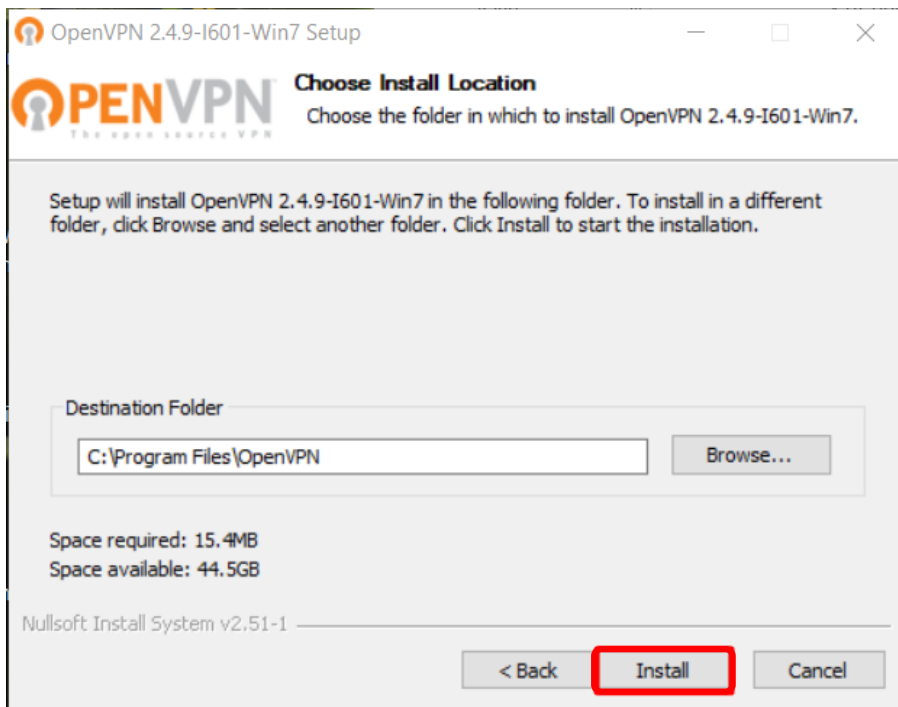 OpenVPN 2.4.9-I601-Win7 Setup
OPENVPN
The open source VPN
Choose Install Location
Choose the folder in which to install OpenVPN 2.4.9-I601-Win7.
Setup will install OpenVPN 2.4.9-I601-Win7 in the following folder. To install in a different
folder, click Browse and select another folder. Click Install to start the installation.
Destination Folder
C:\Program Files\OpenVPN
Browse...
Space required: 15.4MB
Space available: 44.5GB
Nullsoft Install System v2.51-1
< Back
Install
Cancel